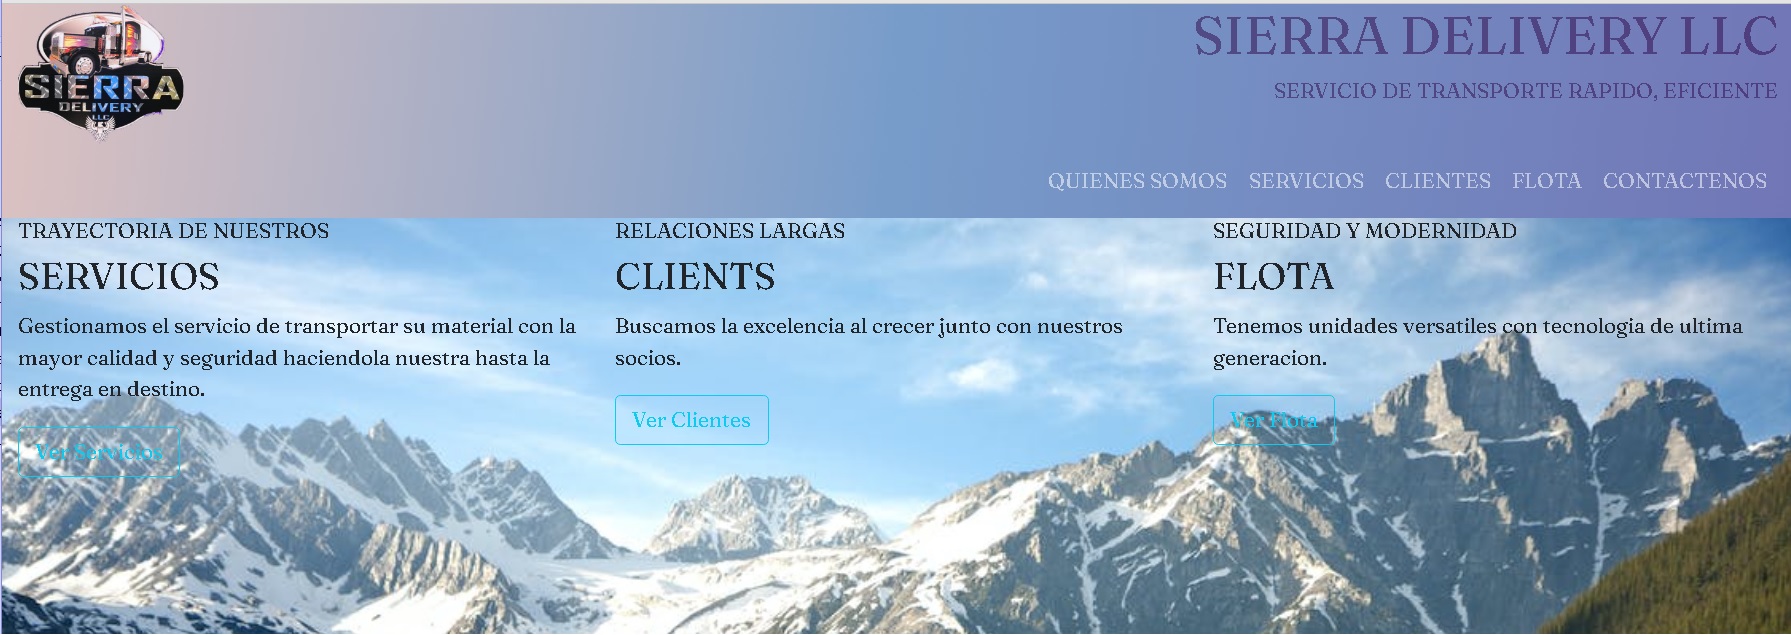 SIERRA
DELIVERY
LLC
SIERRA DELIVERY LLC
SERVICIO DE TRANSPORTE RAPIDO, EFICIENTE
QUIENES SOMOS SERVICIOS CLIENTES FLOTA CONTACTENOS
TRAYECTORIA DE NUESTROS
SERVICIOS
Gestionamos el servicio de transportar su material con la
mayor calidad y seguridad haciendola nuestra hasta la
entrega en destino.
Ver Servicios
RELACIONES LARGAS
CLIENTS
Buscamos la excelencia al crecer junto con nuestros
socios.
Ver Clientes
SEGURIDAD Y MODERNIDAD
FLOTA
Tenemos unidades versatiles con tecnologia de ultima
generacion.
Ver Flota